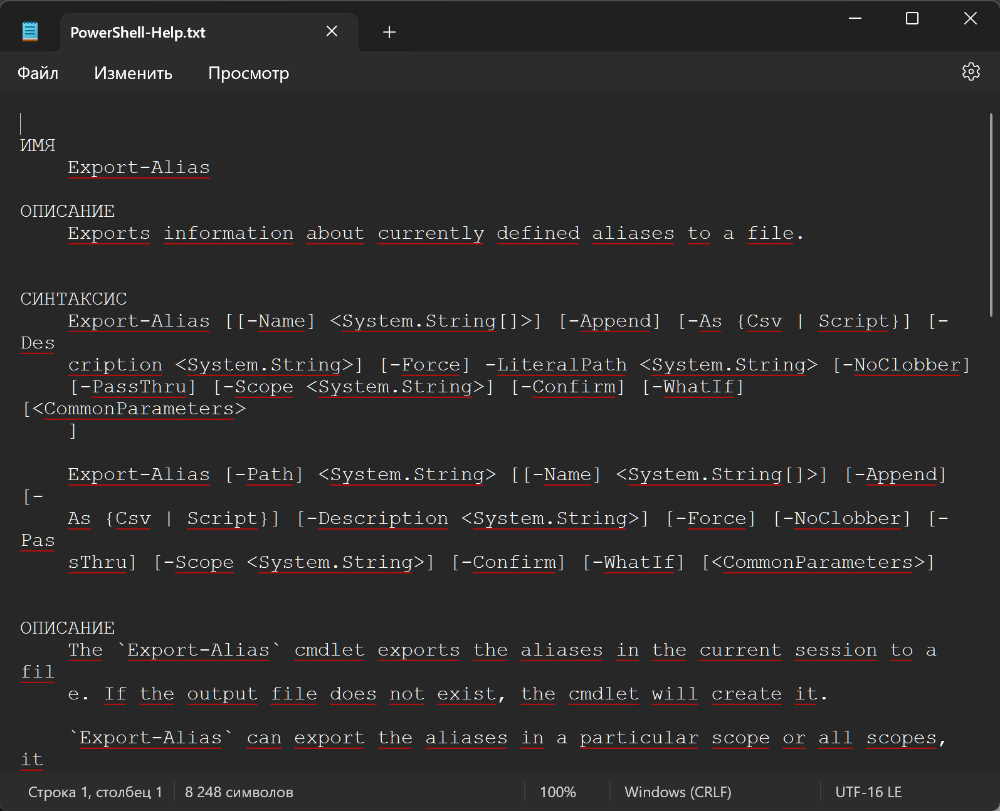 PowerShell-Help.txt
Файл Изменить Просмотр
ИМЯ
Export-Alias
ОПИСАНИЕ
Exports information about currently defined aliases to a file.
СИНТАКСИС
Export-Alias [[-Name] <System.String[]>] [-Append] [-As {Csv | Script}] [-
Des
cription <System.String>] [-Force] -LiteralPath <System.String> [-NoClobber]
[-PassThru] [-Scope <System.String>] [-Confirm] [-WhatIf]
[<CommonParameters>
]
Export-Alias [-Path] <System.String> [[-Name] <System.String[]>] [-Append]
[-
As {Csv | Script}] [-Description <System.String>] [-Force] [-NoClobber] [-
Pas
sThru] [-Scope <System.String>] [-Confirm] [-WhatIf] [<CommonParameters>]
ОПИСАНИЕ
The `Export-Alias` cmdlet exports the aliases in the current session to a
fil
e. If the output file does not exist, the cmdlet will create it.
`Export-Alias` can export the aliases in a particular scope or all scopes,
it
Строка 1, столбец 1 8 248 символов 100% Windows (CRLF) UTF-16 LE